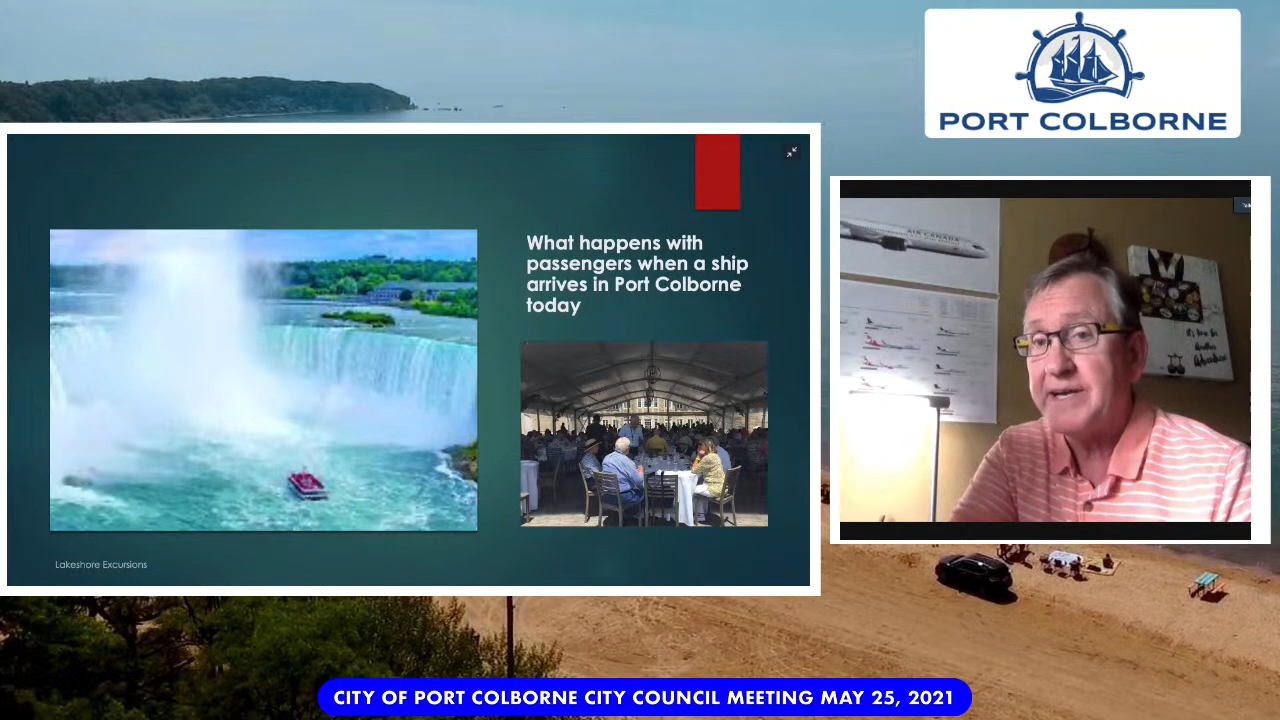 PORT COLBORNE
What happens with
passengers when a ship
arrives in Port Colborne
today
Lakeshore Excursions
AIR CANADA
CITY OF PORT COLBORNE CITY COUNCIL MEETING MAY 25, 2021